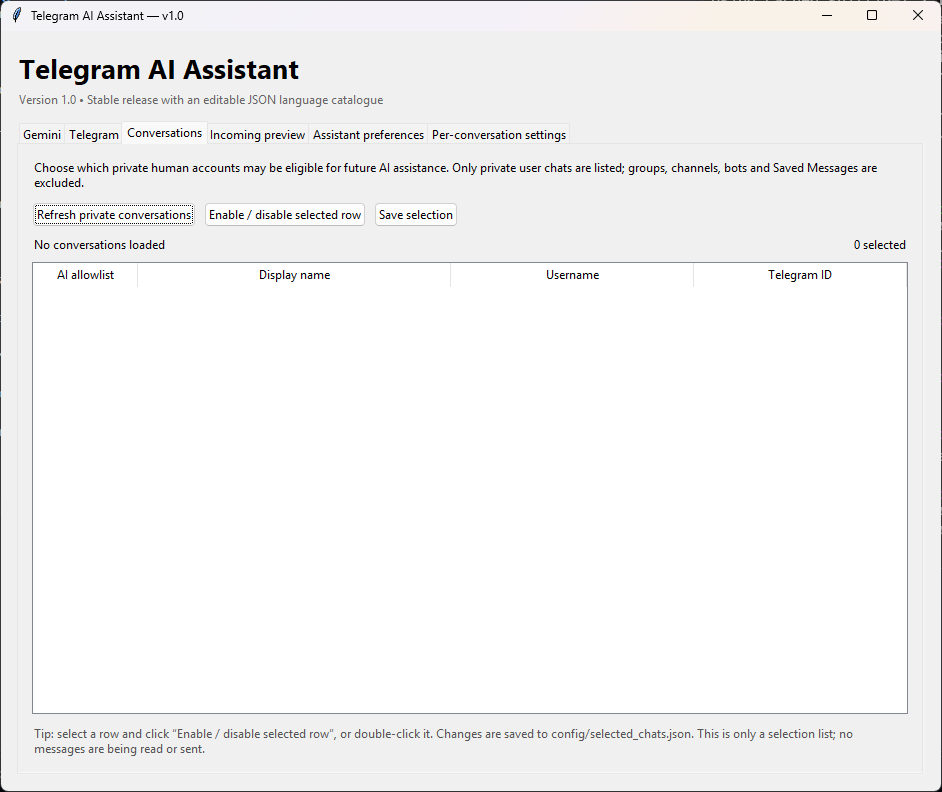 Telegram AI Assistant — v1.0
Telegram AI Assistant
Version 1.0 • Stable release with an editable JSON language catalogue
Gemini Telegram Conversations Incoming preview Assistant preferences Per-conversation settings
Choose which private human accounts may be eligible for future AI assistance. Only private user chats are listed; groups, channels, bots and Saved Messages are
excluded.
Refresh private conversations Enable / disable selected row Save selection
No conversations loaded 0 selected
AI allowlist Display name Username Telegram ID
Tip: select a row and click “Enable / disable selected row”, or double-click it. Changes are saved to config/selected_chats.json. This is only a selection list; no
messages are being read or sent.